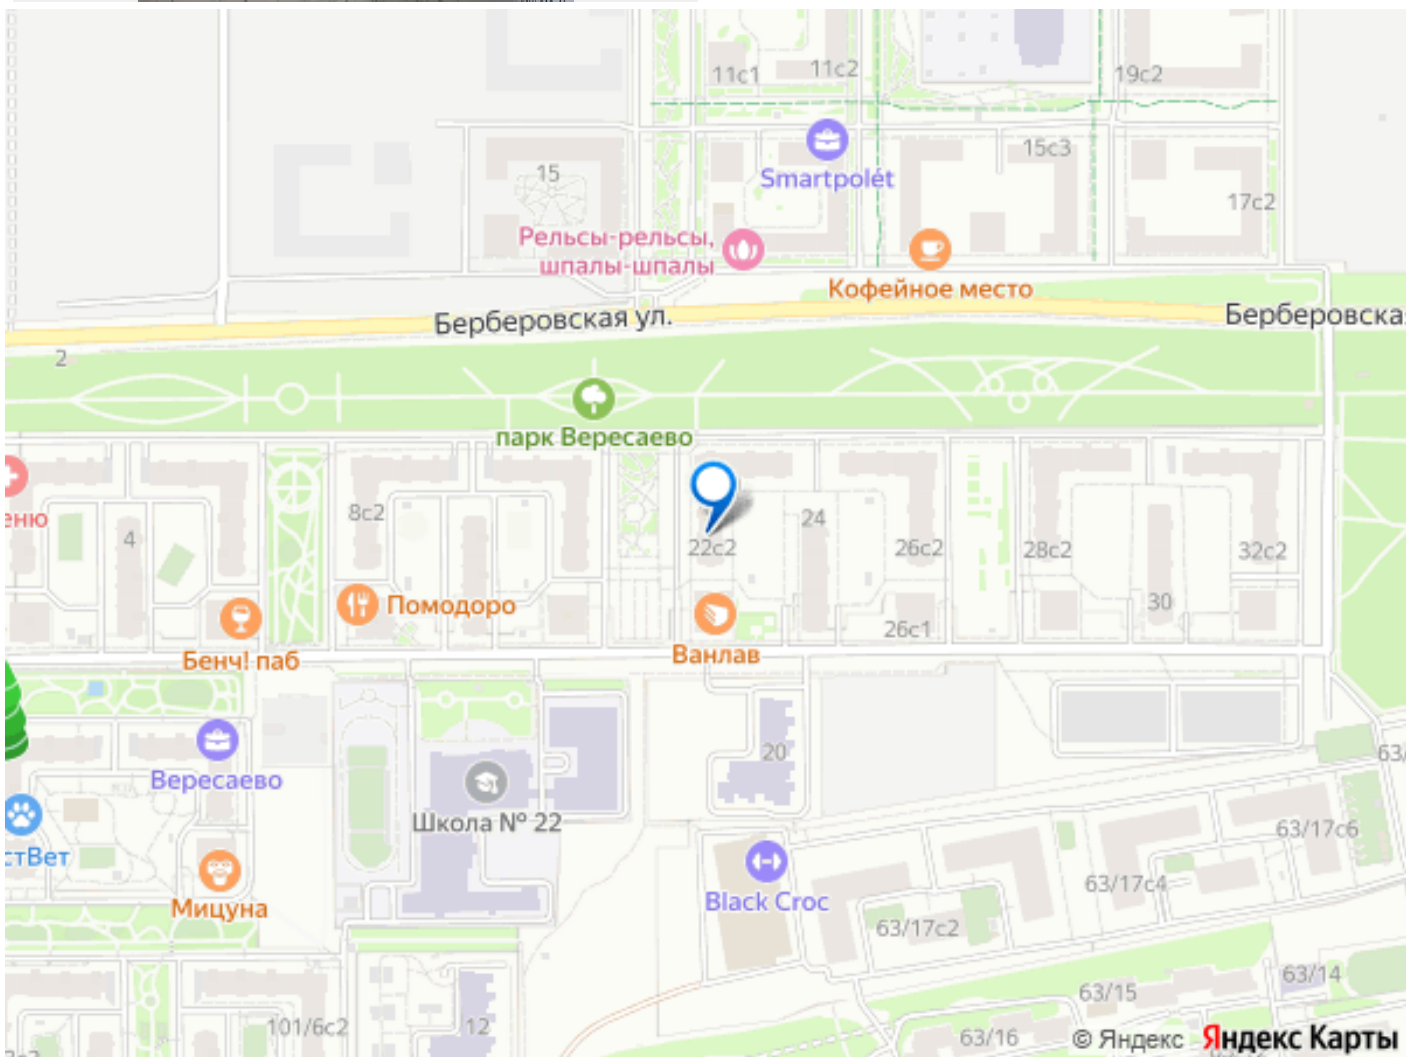 11с1
11с2
19с2
Smartpolét
15с3
15
17с2
Рельсы-рельсы,
шпалы-шпалы
Кофейное место
Берберовская ул.
Берберовска
2
парк Вересаево
еню
4
8с2
22с2
24
26с2
28с2
32с2
Помодоро
30
26с1
Бенч! паб
Ванлав
Вересаево
20
63/
Школа № 22
63/17с6
стВет
Мицуна
Black Croc
63/17с4
63/17с2
63/14
63/15
101/6с2
12
63/16
© Яндекс Яндекс Карты